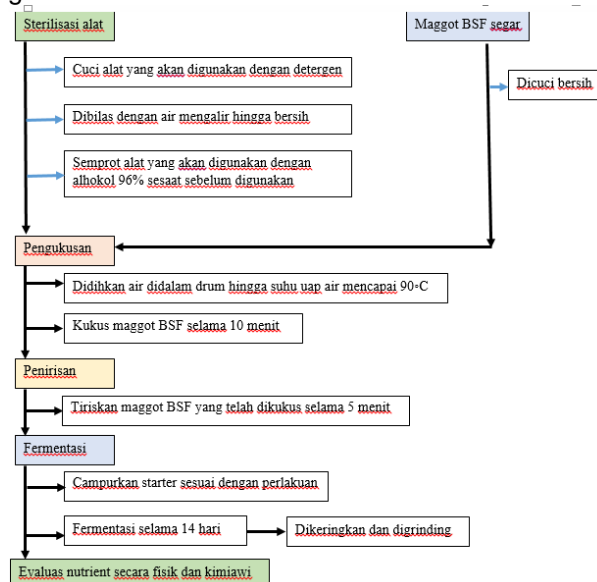 Sterilisasi alat
Maggot BSF segar
Cuci alat yang akan digunakan dengan detergen
Dicuci bersih
Dibilas dengan air mengalir hingga bersih
Semprot alat yang akan digunakan dengan
alhokol 96% sesaat sebelum digunakan
Pengukusan
Didihkan air didalam drum hingga suhu uap air mencapai 90◦C
Kukus maggot BSF selama 10 menit
Penirisan
Tiriskan maggot BSF yang telah dikukus selama 5 menit
Fermentasi
Campurkan starter sesuai dengan perlakuan
Fermentasi selama 14 hari
Dikeringkan dan digrinding
Evaluas nutrient secara fisik dan kimiawi